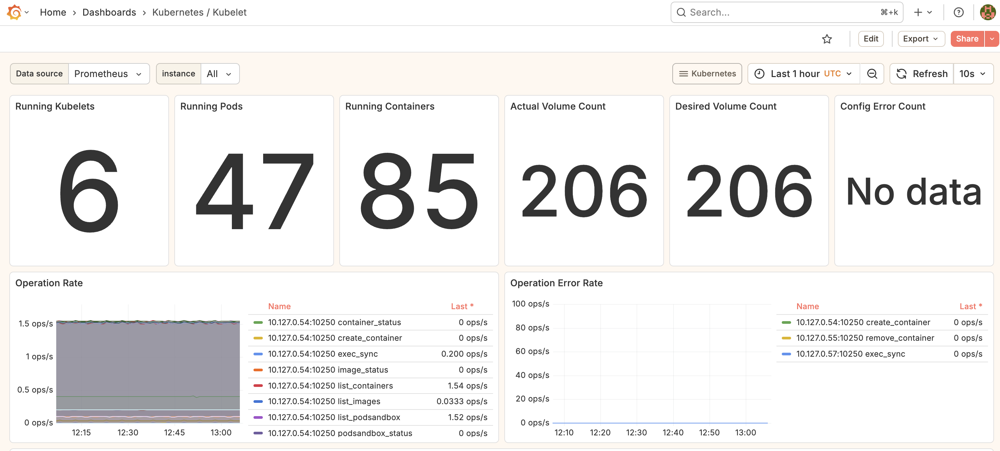 Home › Dashboards › Kubernetes / Kubelet
Search...
⌘+k
Edit
Export
Share
Data source
Prometheus
instance
All
Kubernetes
Last 1 hour UTC
Refresh
10s
Running Kubelets
6
Running Pods
47
Running Containers
85
Actual Volume Count
206
Desired Volume Count
206
Config Error Count
No data
Operation Rate
1.5 ops/s
1 ops/s
0.5 ops/s
0 ops/s
12:15
12:30
12:45
13:00
Name Last *
10.127.0.54:10250 container_status 0 ops/s
10.127.0.54:10250 create_container 0 ops/s
10.127.0.54:10250 exec_sync 0.200 ops/s
10.127.0.54:10250 image_status 0 ops/s
10.127.0.54:10250 list_containers 1.54 ops/s
10.127.0.54:10250 list_images 0.0333 ops/s
10.127.0.54:10250 list_podsandbox 1.52 ops/s
10.127.0.54:10250 podsandbox_status 0 ops/s
Operation Error Rate
100 ops/s
80 ops/s
60 ops/s
40 ops/s
20 ops/s
0 ops/s
12:10
12:20
12:30
12:40
12:50
13:00
Name Last *
10.127.0.54:10250 create_container 0 ops/s
10.127.0.55:10250 remove_container 0 ops/s
10.127.0.57:10250 exec_sync 0 ops/s